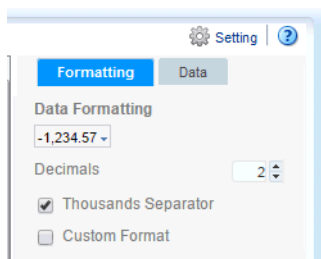 Setting ?
Formatting Data
Data Formatting
-1,234.57
Decimals 2
Thousands Separator
Custom Format